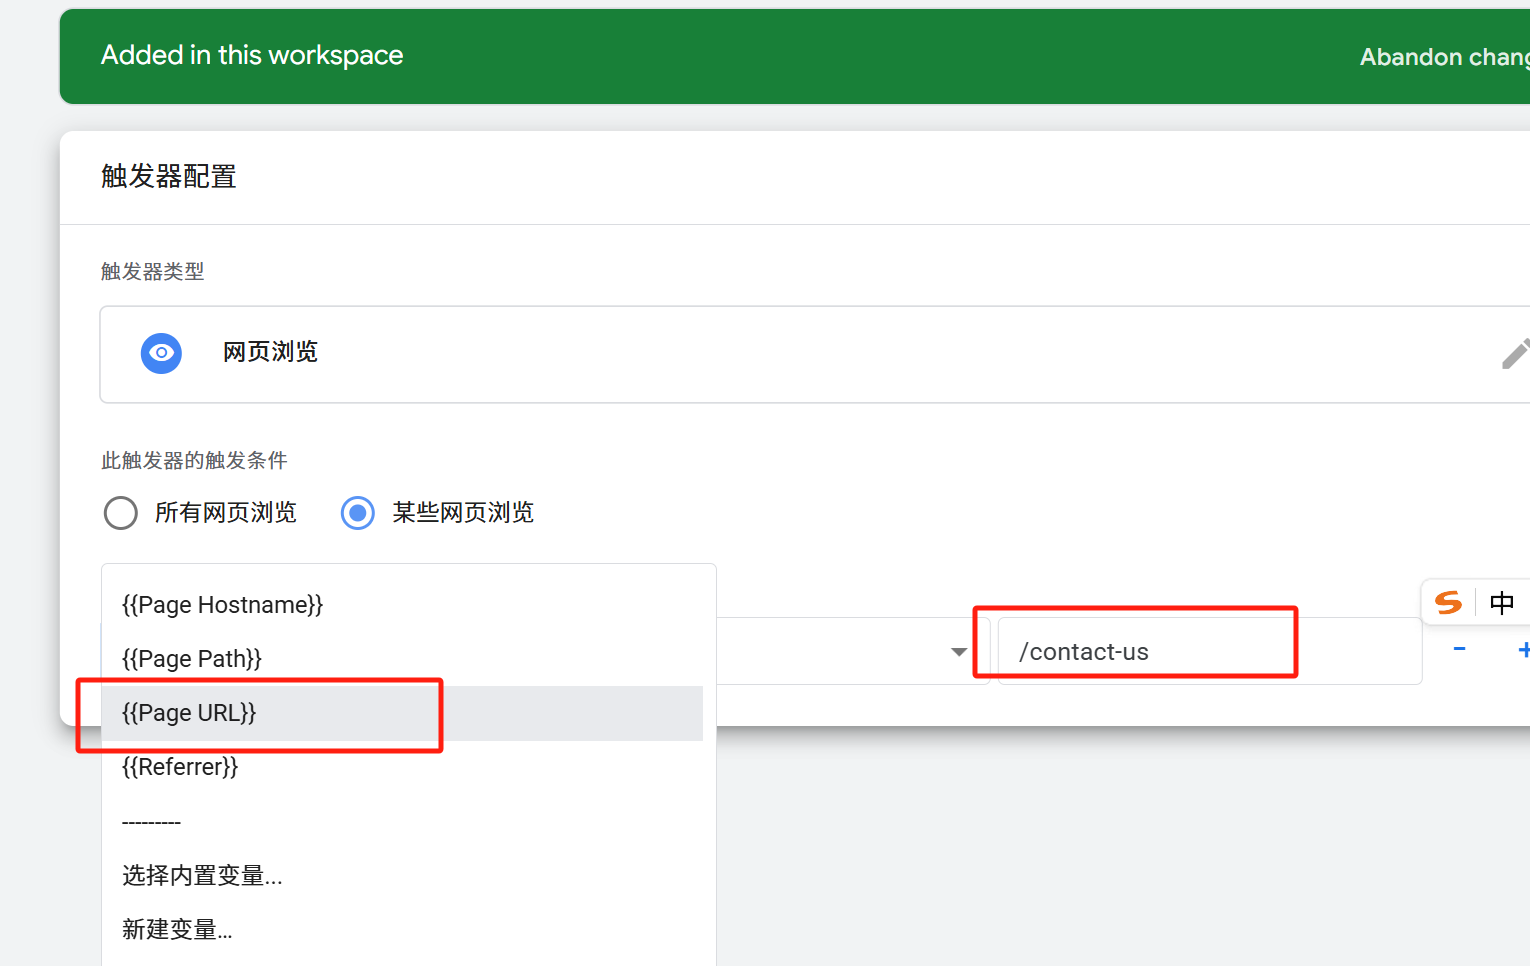 Added in this workspace
Abandon chang
触发器配置
触发器类型
网页浏览
此触发器的触发条件
所有网页浏览
某些网页浏览
{{Page Hostname}}
{{Page Path}}
{{Page URL}}
{{Referrer}}
---------
选择内置变量...
新建变量...
/contact-us
S 中
- +